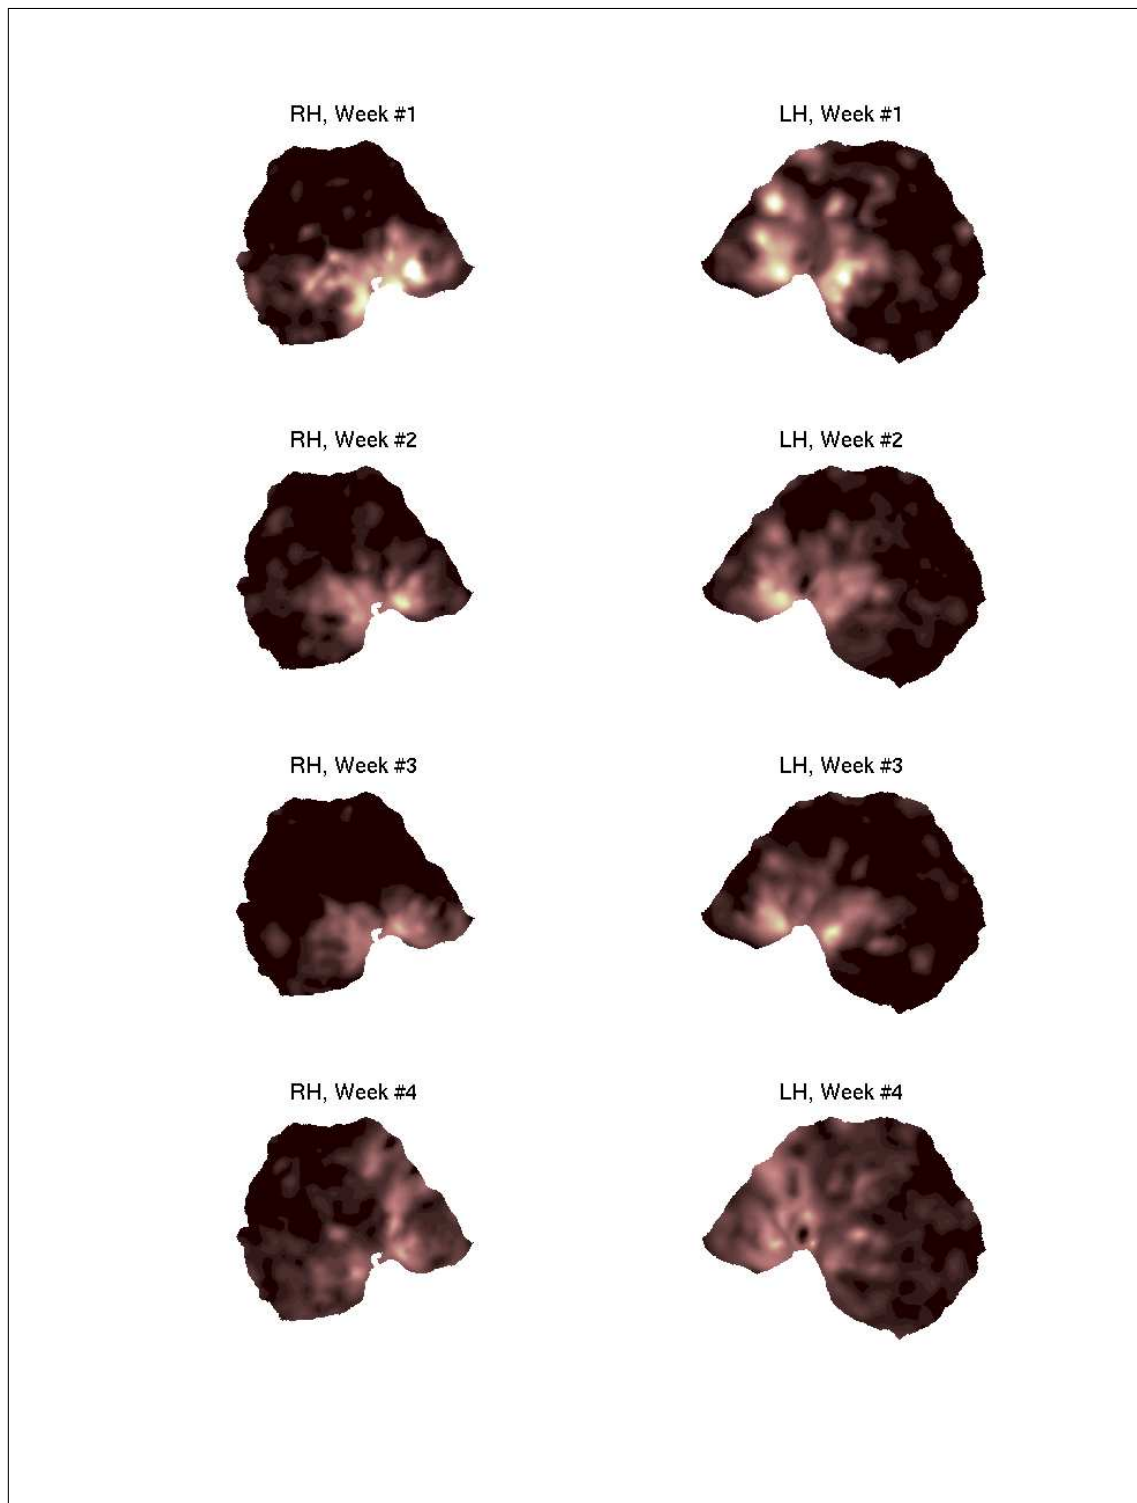 RH, Week #1
LH, Week #1
RH, Week #2
LH, Week #2
RH, Week #3
LH, Week #3
RH, Week #4
LH, Week #4